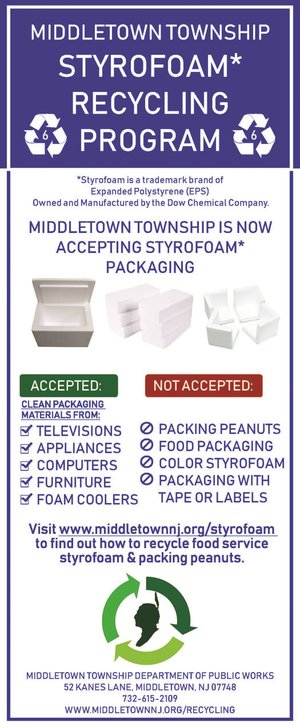 MIDDLETOWN TOWNSHIP
STYROFOAM*
RECYCLING
PROGRAM
6
6
*Styrofoam is a trademark brand of
Expanded Polystyrene (EPS)
Owned and Manufactured by the Dow Chemical Company.
MIDDLETOWN TOWNSHIP IS NOW
ACCEPTING STYROFOAM*
PACKAGING
ACCEPTED:
CLEAN PACKAGING
MATERIALS FROM:
TELEVISIONS
APPLIANCES
COMPUTERS
FURNITURE
FOAM COOLERS
NOT ACCEPTED:
PACKING PEANUTS
FOOD PACKAGING
COLOR STYROFOAM
PACKAGING WITH
TAPE OR LABELS
Visit www.middletownnj.org/styrofoam
to find out how to recycle food service
styrofoam & packing peanuts.
MIDDLETOWN TOWNSHIP DEPARTMENT OF PUBLIC WORKS
52 KANES LANE, MIDDLETOWN, NJ 07748
732-615-2109
WWW.MIDDLETOWNNJ.ORG/RECYCLING